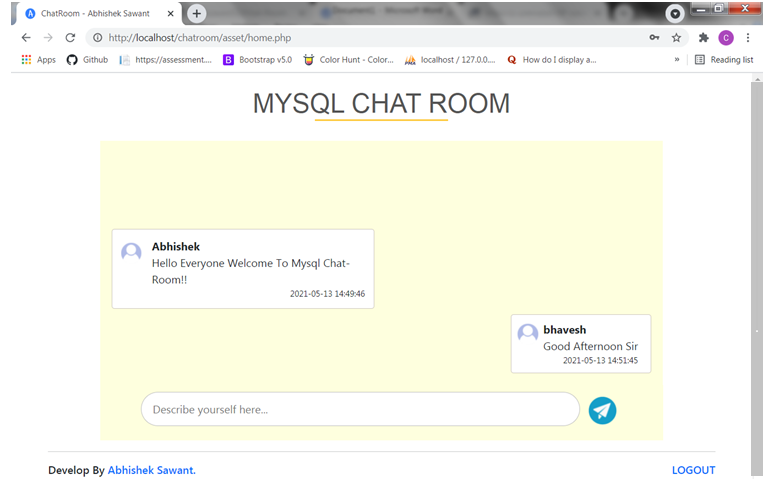 ChatRoom - Abhishek Sawant
http://localhost/chatroom/asset/home.php
Apps Github https://assessment.... Bootstrap v5.0 Color Hunt - Color... localhost / 127.0.0.... How do I display a... » Reading list
MYSQL CHAT ROOM
Abhishek
Hello Everyone Welcome To Mysql Chat-
Room!!
2021-05-13 14:49:46
bhavesh
Good Afternoon Sir
2021-05-13 14:51:45
Describe yourself here...
Develop By Abhishek Sawant. LOGOUT